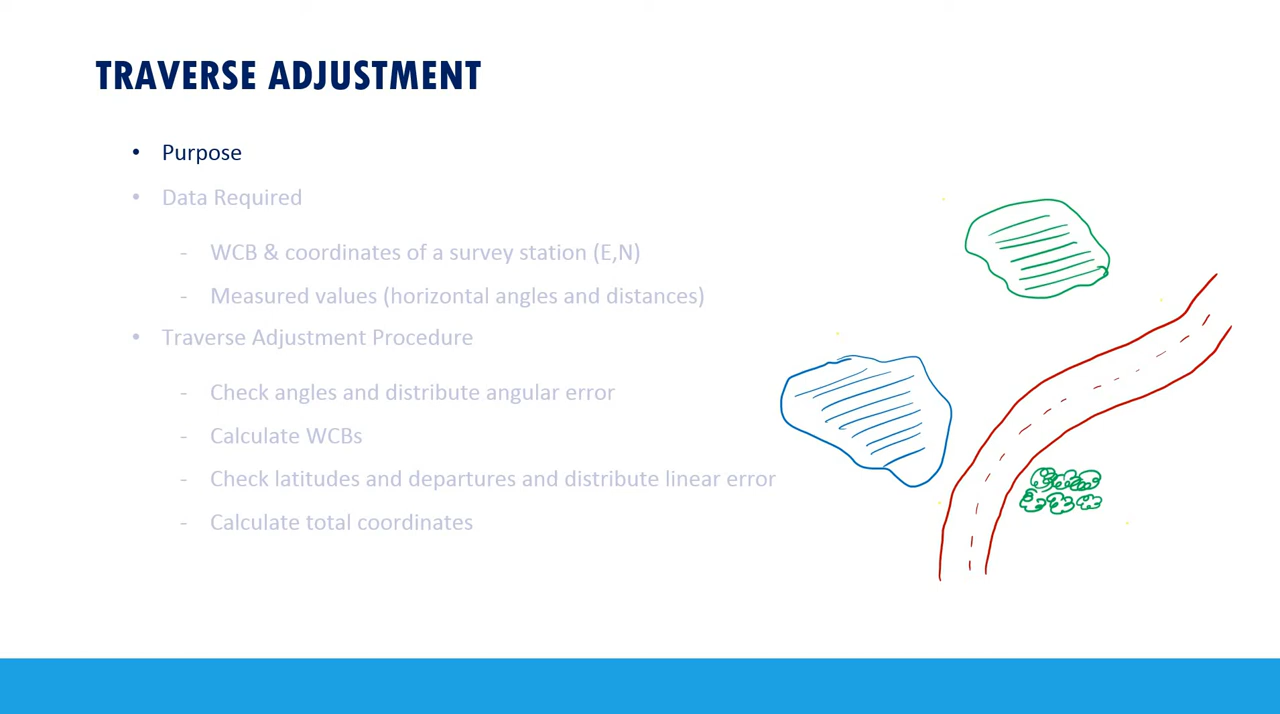 TRAVERSE ADJUSTMENT
• Purpose
• Data Required
- WCB & coordinates of a survey station (E,N)
- Measured values (horizontal angles and distances)
• Traverse Adjustment Procedure
- Check angles and distribute angular error
- Calculate WCBs
- Check latitudes and departures and distribute linear error
- Calculate total coordinates